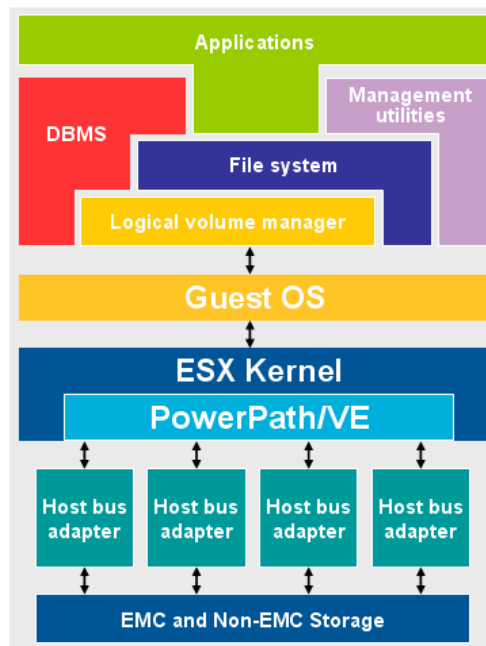 Applications
Management
utilities
DBMS
File system
Logical volume manager
Guest OS
ESX Kernel
PowerPath/VE
Host bus
adapter
Host bus
adapter
Host bus
adapter
Host bus
adapter
EMC and Non-EMC Storage